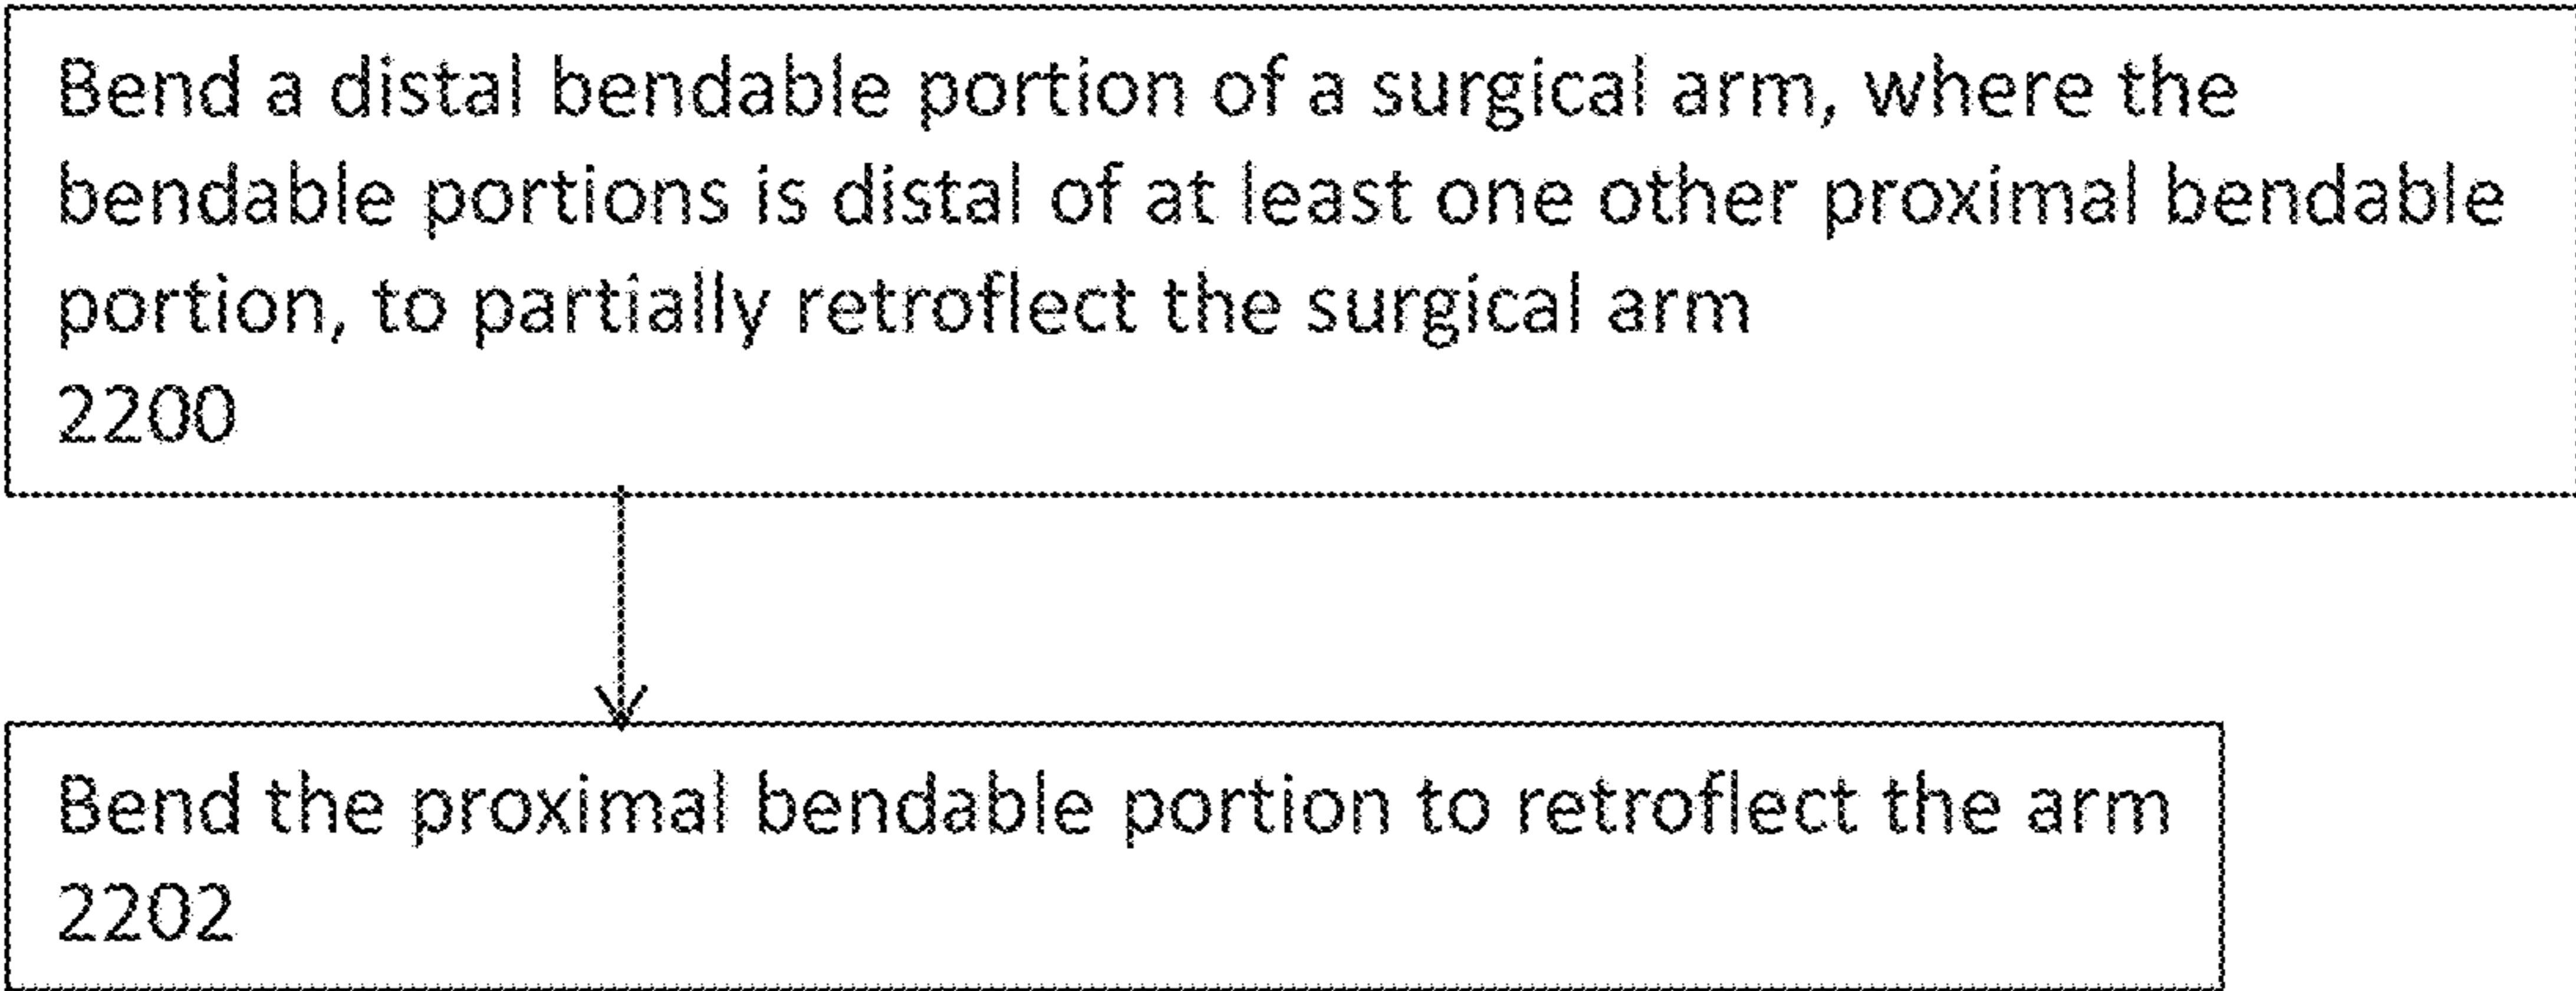 Bend a distal bendable portion of a surgical arm, where the
bendable portions is distal of at least one other proximal bendable
portion, to partially retroflect the surgical arm
2200
Bend the proximal bendable portion to retroflect the arm
2202